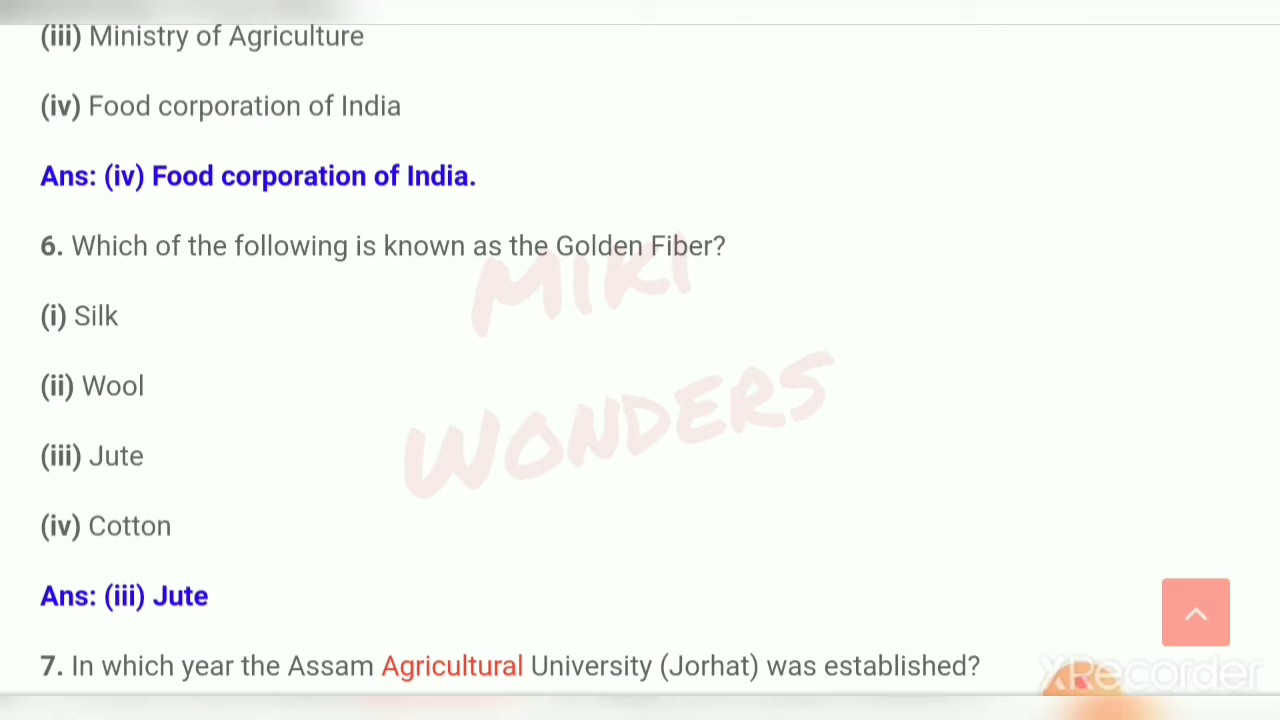 (iii) Ministry of Agriculture
(iv) Food corporation of India
Ans: (iv) Food corporation of India.
6. Which of the following is known as the Golden Fiber?
(i) Silk
(ii) Wool
(iii) Jute
(iv) Cotton
Ans: (iii) Jute
7. In which year the Assam Agricultural University (Jorhat) was established?
MIKI
WONDERS
XRecorder